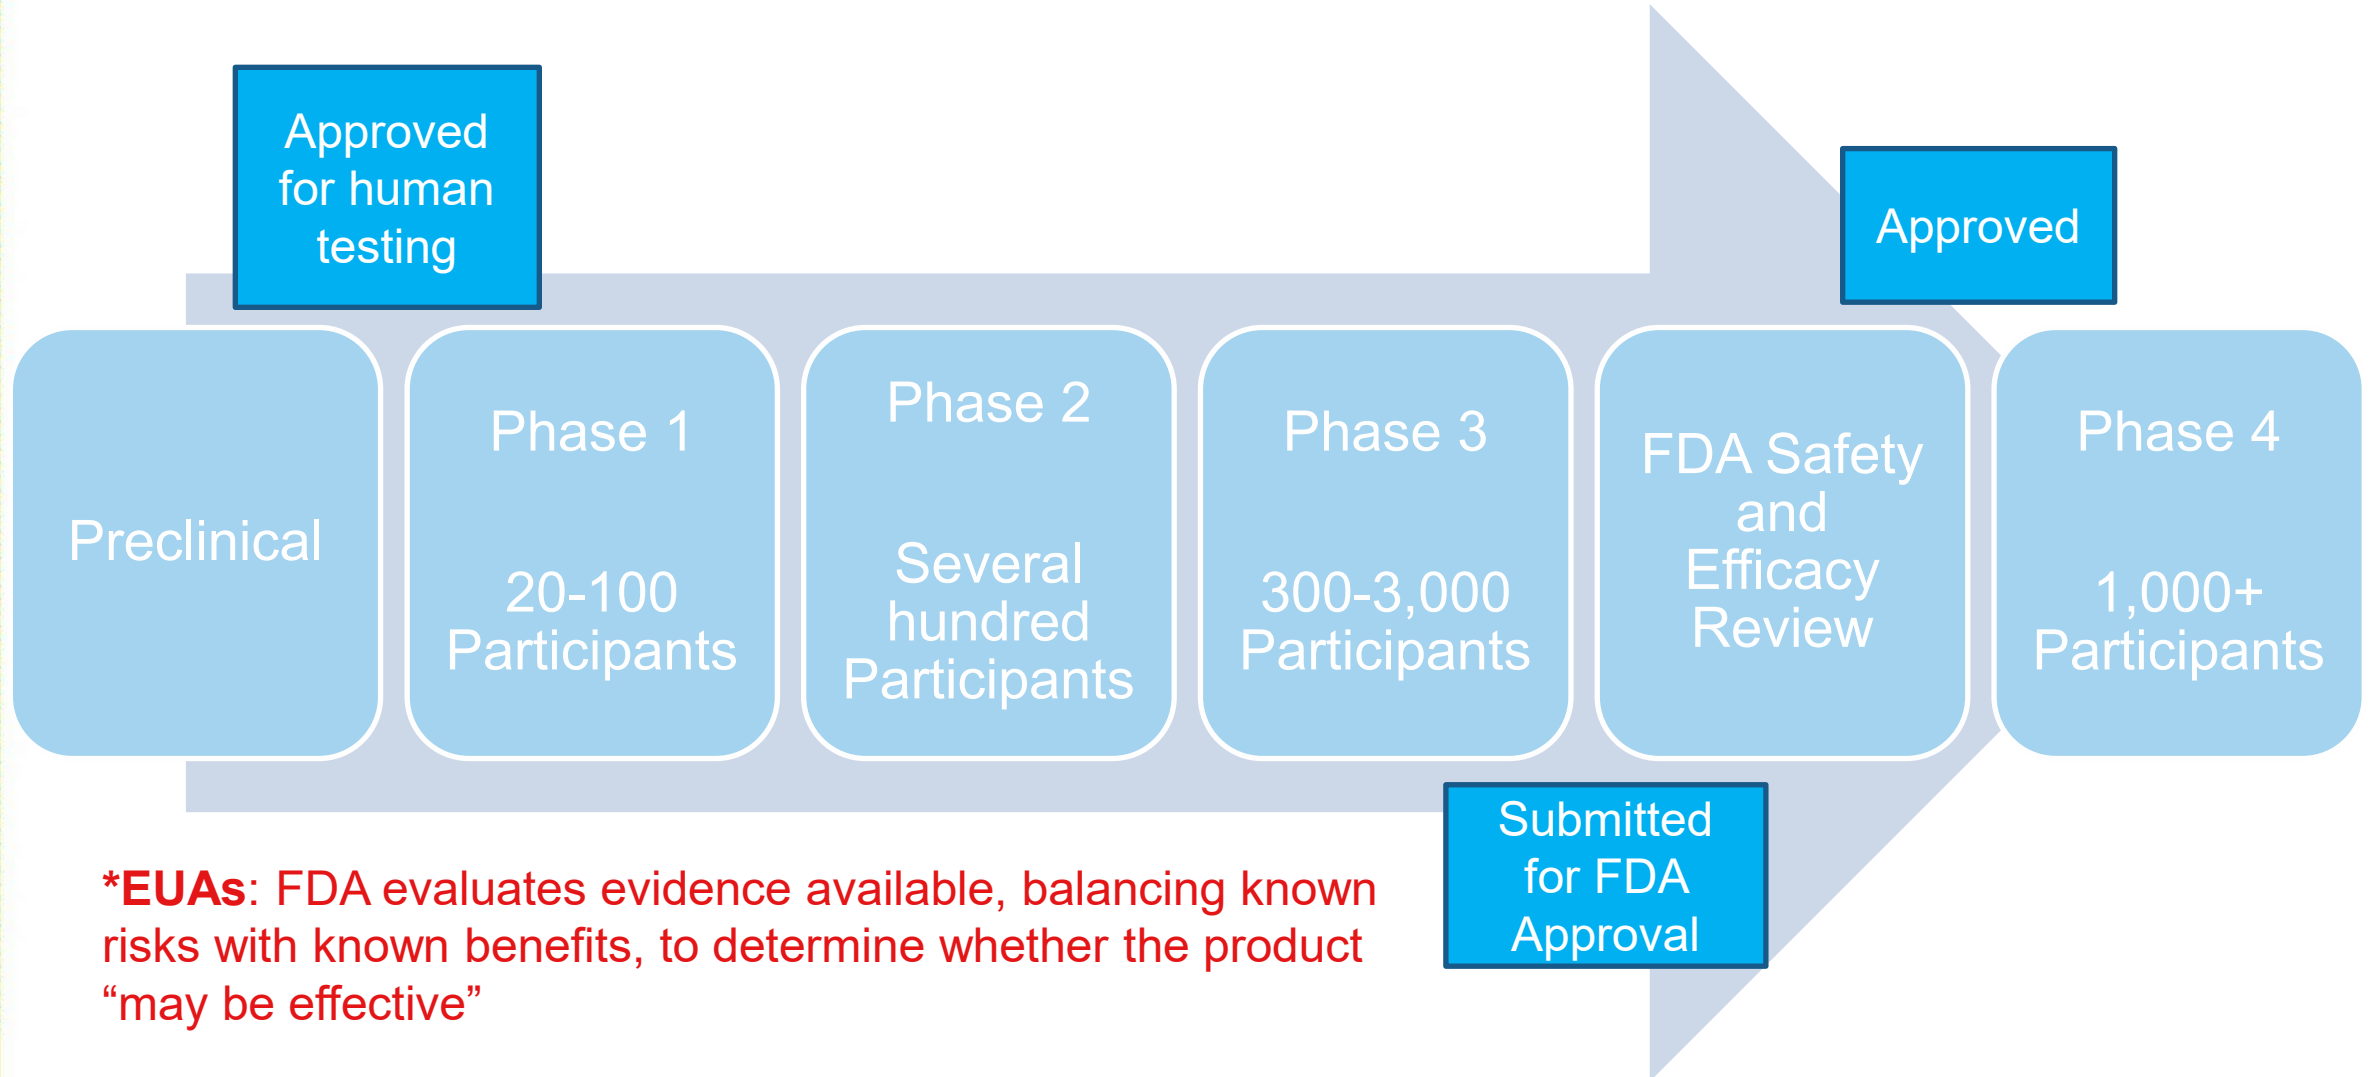 Approved
for human
testing
Approved
Preclinical
Phase 1
20-100
Participants
Phase 2
Several
hundred
Participants
Phase 3
300-3,000
Participants
FDA Safety
and
Efficacy
Review
Phase 4
1,000+
Participants
Submitted
for FDA
Approval
*EUAs: FDA evaluates evidence available, balancing known
risks with known benefits, to determine whether the product
“may be effective”